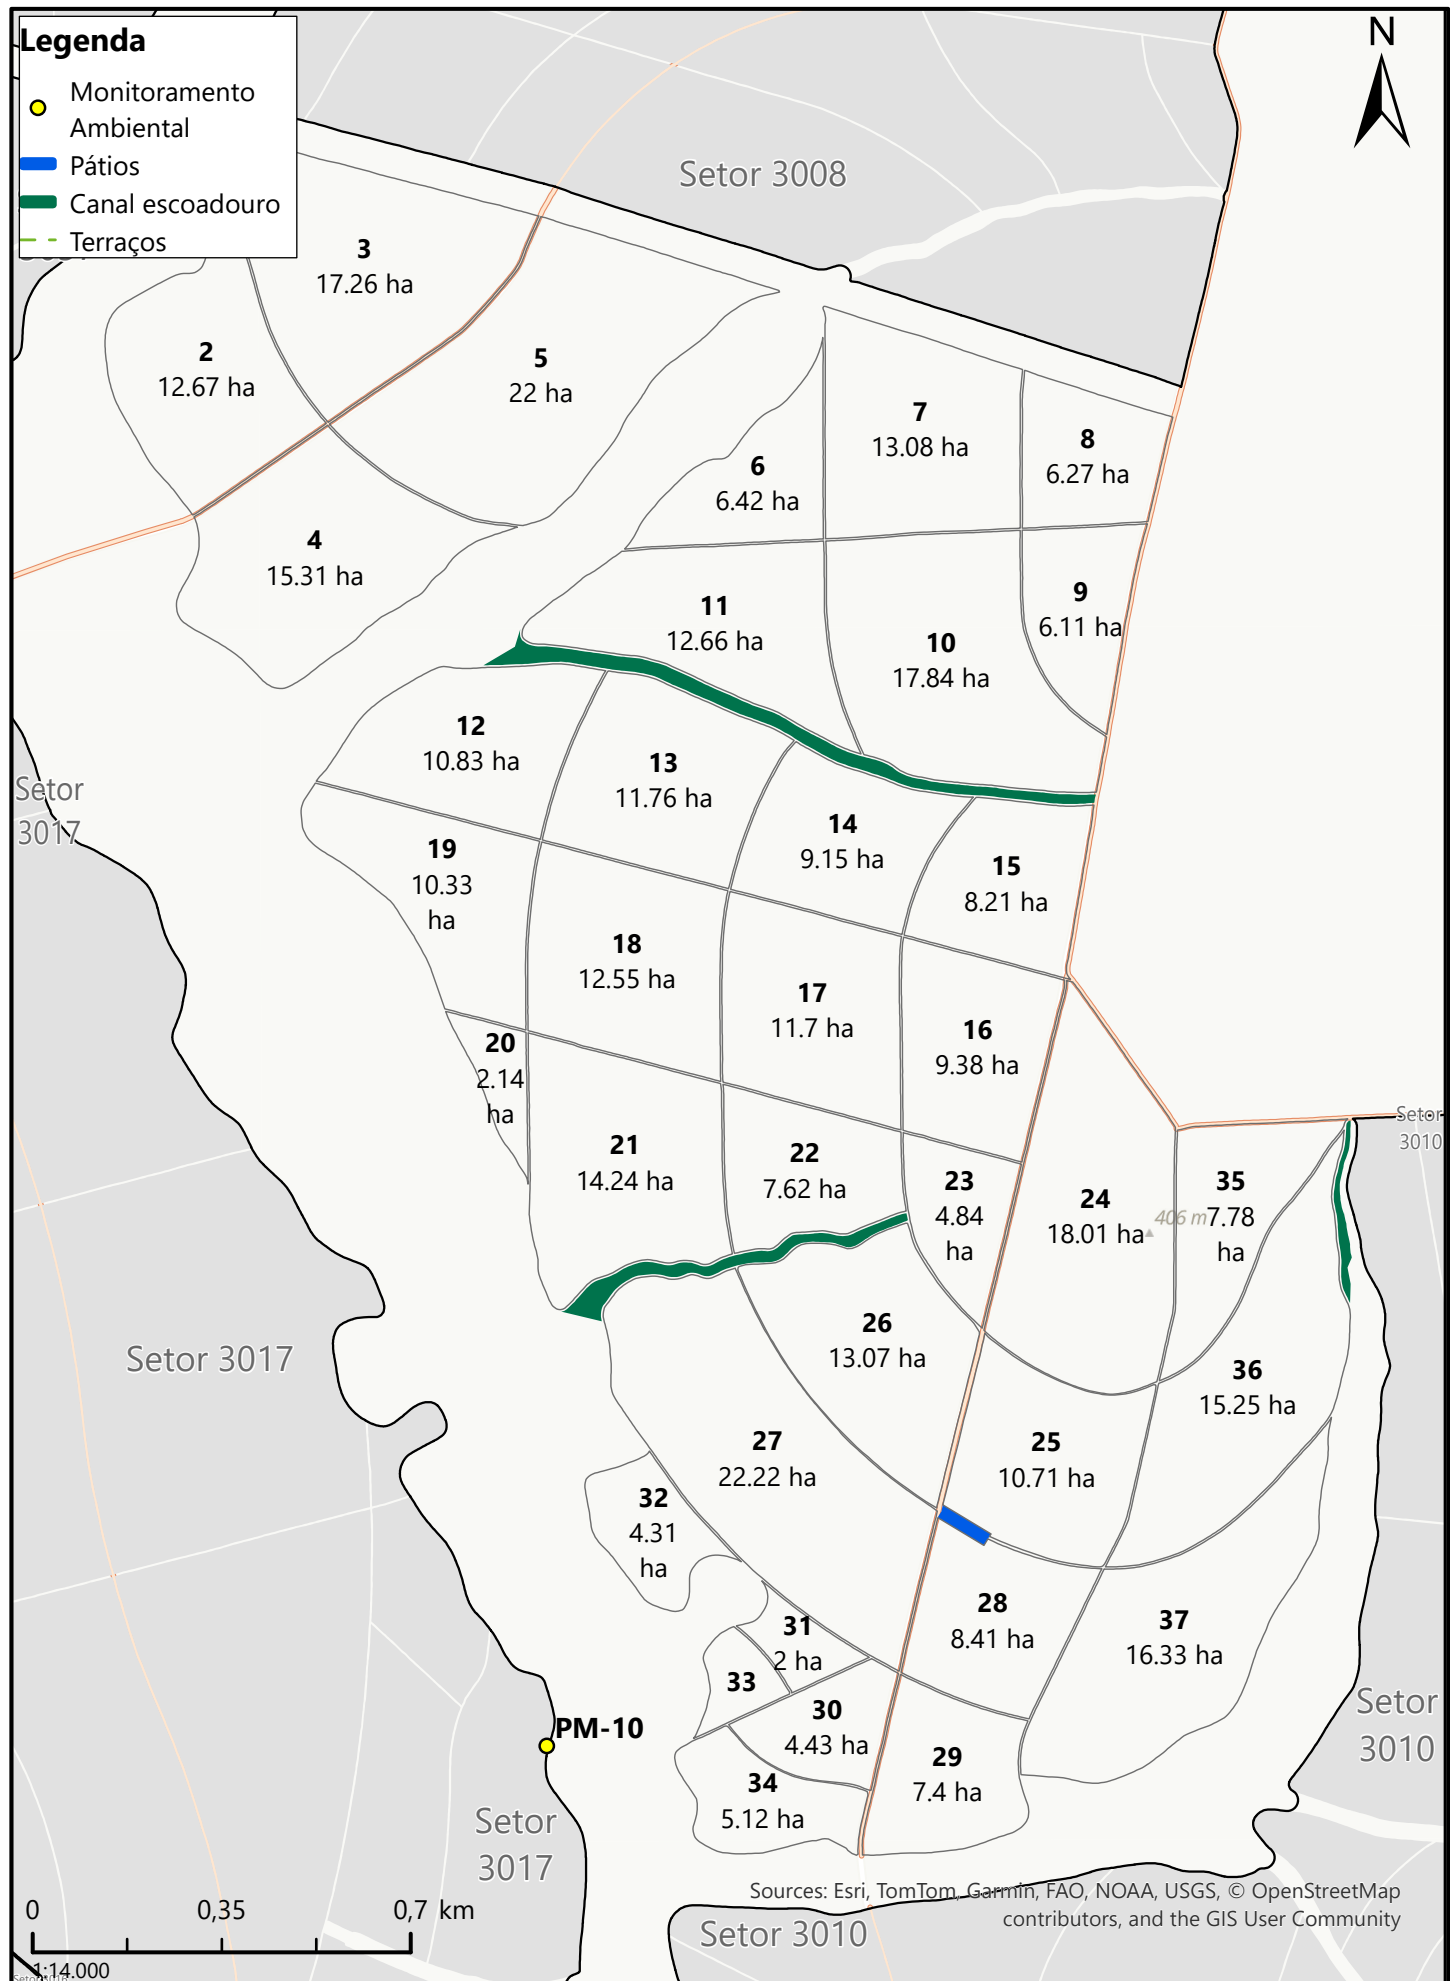 Legenda
Monitoramento
Ambiental
Pátios
Canal escoadouro
Terraços
N
Setor 3008
3
17.26 ha
2
12.67 ha
5
22 ha
4
15.31 ha
7
13.08 ha
8
6.27 ha
6
6.42 ha
9
6.11 ha
11
12.66 ha
10
17.84 ha
12
10.83 ha
13
11.76 ha
14
9.15 ha
15
8.21 ha
Setor
3017
19
10.33
ha
18
12.55 ha
17
11.7 ha
16
9.38 ha
20
2.14
ha
21
14.24 ha
22
7.62 ha
23
4.84
ha
24
18.01 ha
406 m
35
7.78
ha
Setor
3010
26
13.07 ha
36
15.25 ha
Setor 3017
27
22.22 ha
25
10.71 ha
32
4.31
ha
28
8.41 ha
37
16.33 ha
31
2 ha
33
30
4.43 ha
PM-10
29
7.4 ha
34
5.12 ha
Setor
3010
Setor
3017
Setor 3010
Sources: Esri, TomTom, Garmin, FAO, NOAA, USGS, © OpenStreetMap
contributors, and the GIS User Community
0 0,35 0,7 km
1:14.000